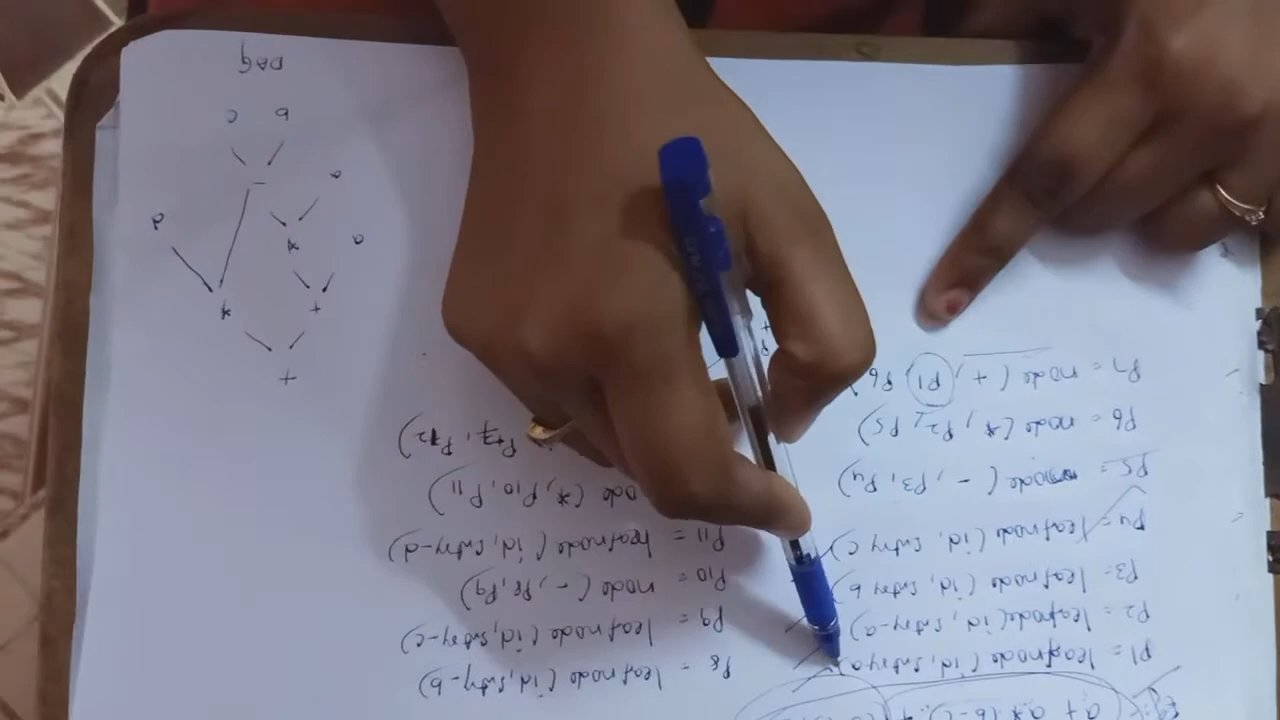 Eg: a + a * (b-c)
P1 = leafnode (id, entry a)
P2 = leafnode (id, entry-a)
P3 = leafnode (id, entry b)
P4 = leafnode (id, entry c)
P5 = node (-, P3, P4)
P6 = node (*, P2, P5)
P7 = node (+, P1, P6
P8 = leafnode (id, entry-b)
P9 = leafnode (id, entry-c)
P10 = node (-, P8, P9)
P11 = leafnode (id, entry-d)
node (*, P10, P11)
P7, P12)
+
* +
d * a
- a
c b
DAG